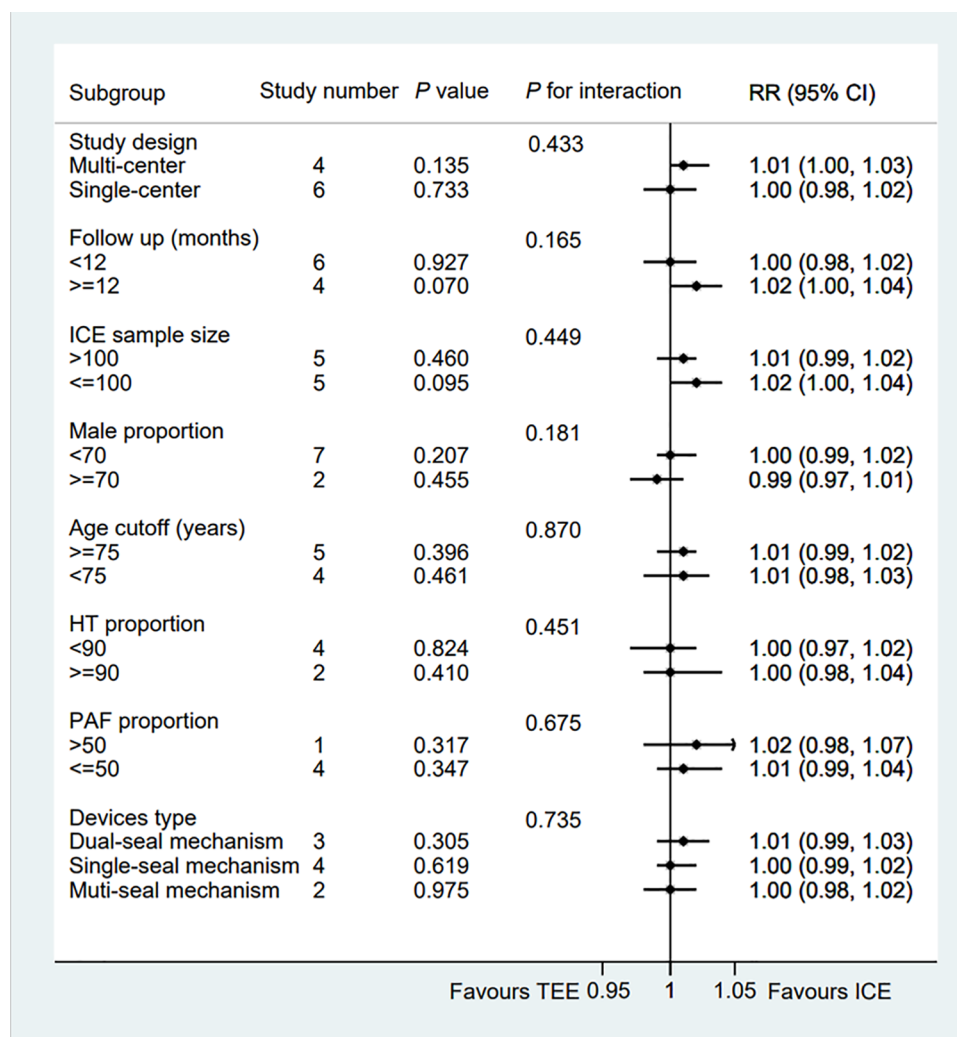 Subgroup Study number P value P for interaction RR (95% CI)
Study design 0.433
Multi-center 4 0.135 1.01 (1.00, 1.03)
Single-center 6 0.733 1.00 (0.98, 1.02)
Follow up (months) 0.165
<12 6 0.927 1.00 (0.98, 1.02)
>=12 4 0.070 1.02 (1.00, 1.04)
ICE sample size 0.449
>100 5 0.460 1.01 (0.99, 1.02)
<=100 5 0.095 1.02 (1.00, 1.04)
Male proportion 0.181
<70 7 0.207 1.00 (0.99, 1.02)
>=70 2 0.455 0.99 (0.97, 1.01)
Age cutoff (years) 0.870
>=75 5 0.396 1.01 (0.99, 1.02)
<75 4 0.461 1.01 (0.98, 1.03)
HT proportion 0.451
<90 4 0.824 1.00 (0.97, 1.02)
>=90 2 0.410 1.00 (0.98, 1.04)
PAF proportion 0.675
>50 1 0.317 1.02 (0.98, 1.07)
<=50 4 0.347 1.01 (0.99, 1.04)
Devices type 0.735
Dual-seal mechanism 3 0.305 1.01 (0.99, 1.03)
Single-seal mechanism 4 0.619 1.00 (0.99, 1.02)
Muti-seal mechanism 2 0.975 1.00 (0.98, 1.02)
Favours TEE 0.95 1 1.05 Favours ICE